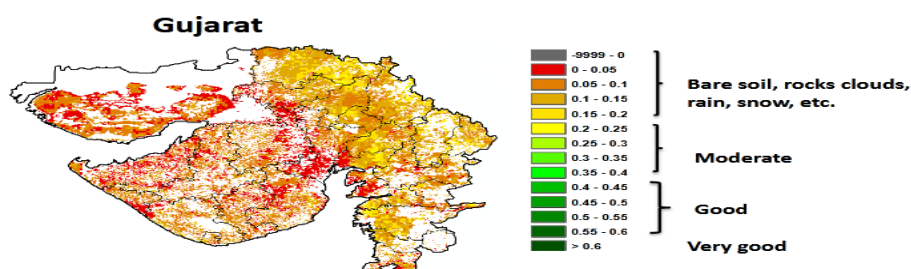 Gujarat
-9999 - 0
0 - 0.05
0.05 - 0.1
0.1 - 0.15
0.15 - 0.2
0.2 - 0.25
0.25 - 0.3
0.3 - 0.35
0.35 - 0.4
0.4 - 0.45
0.45 - 0.5
0.5 - 0.55
0.55 - 0.6
> 0.6
Bare soil, rocks clouds,
rain, snow, etc.
Moderate
Good
Very good